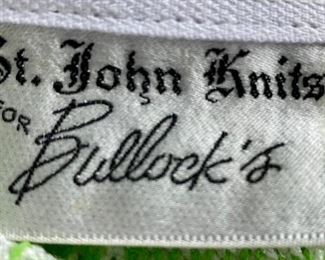 St. John Knits
FOR
Bullock's